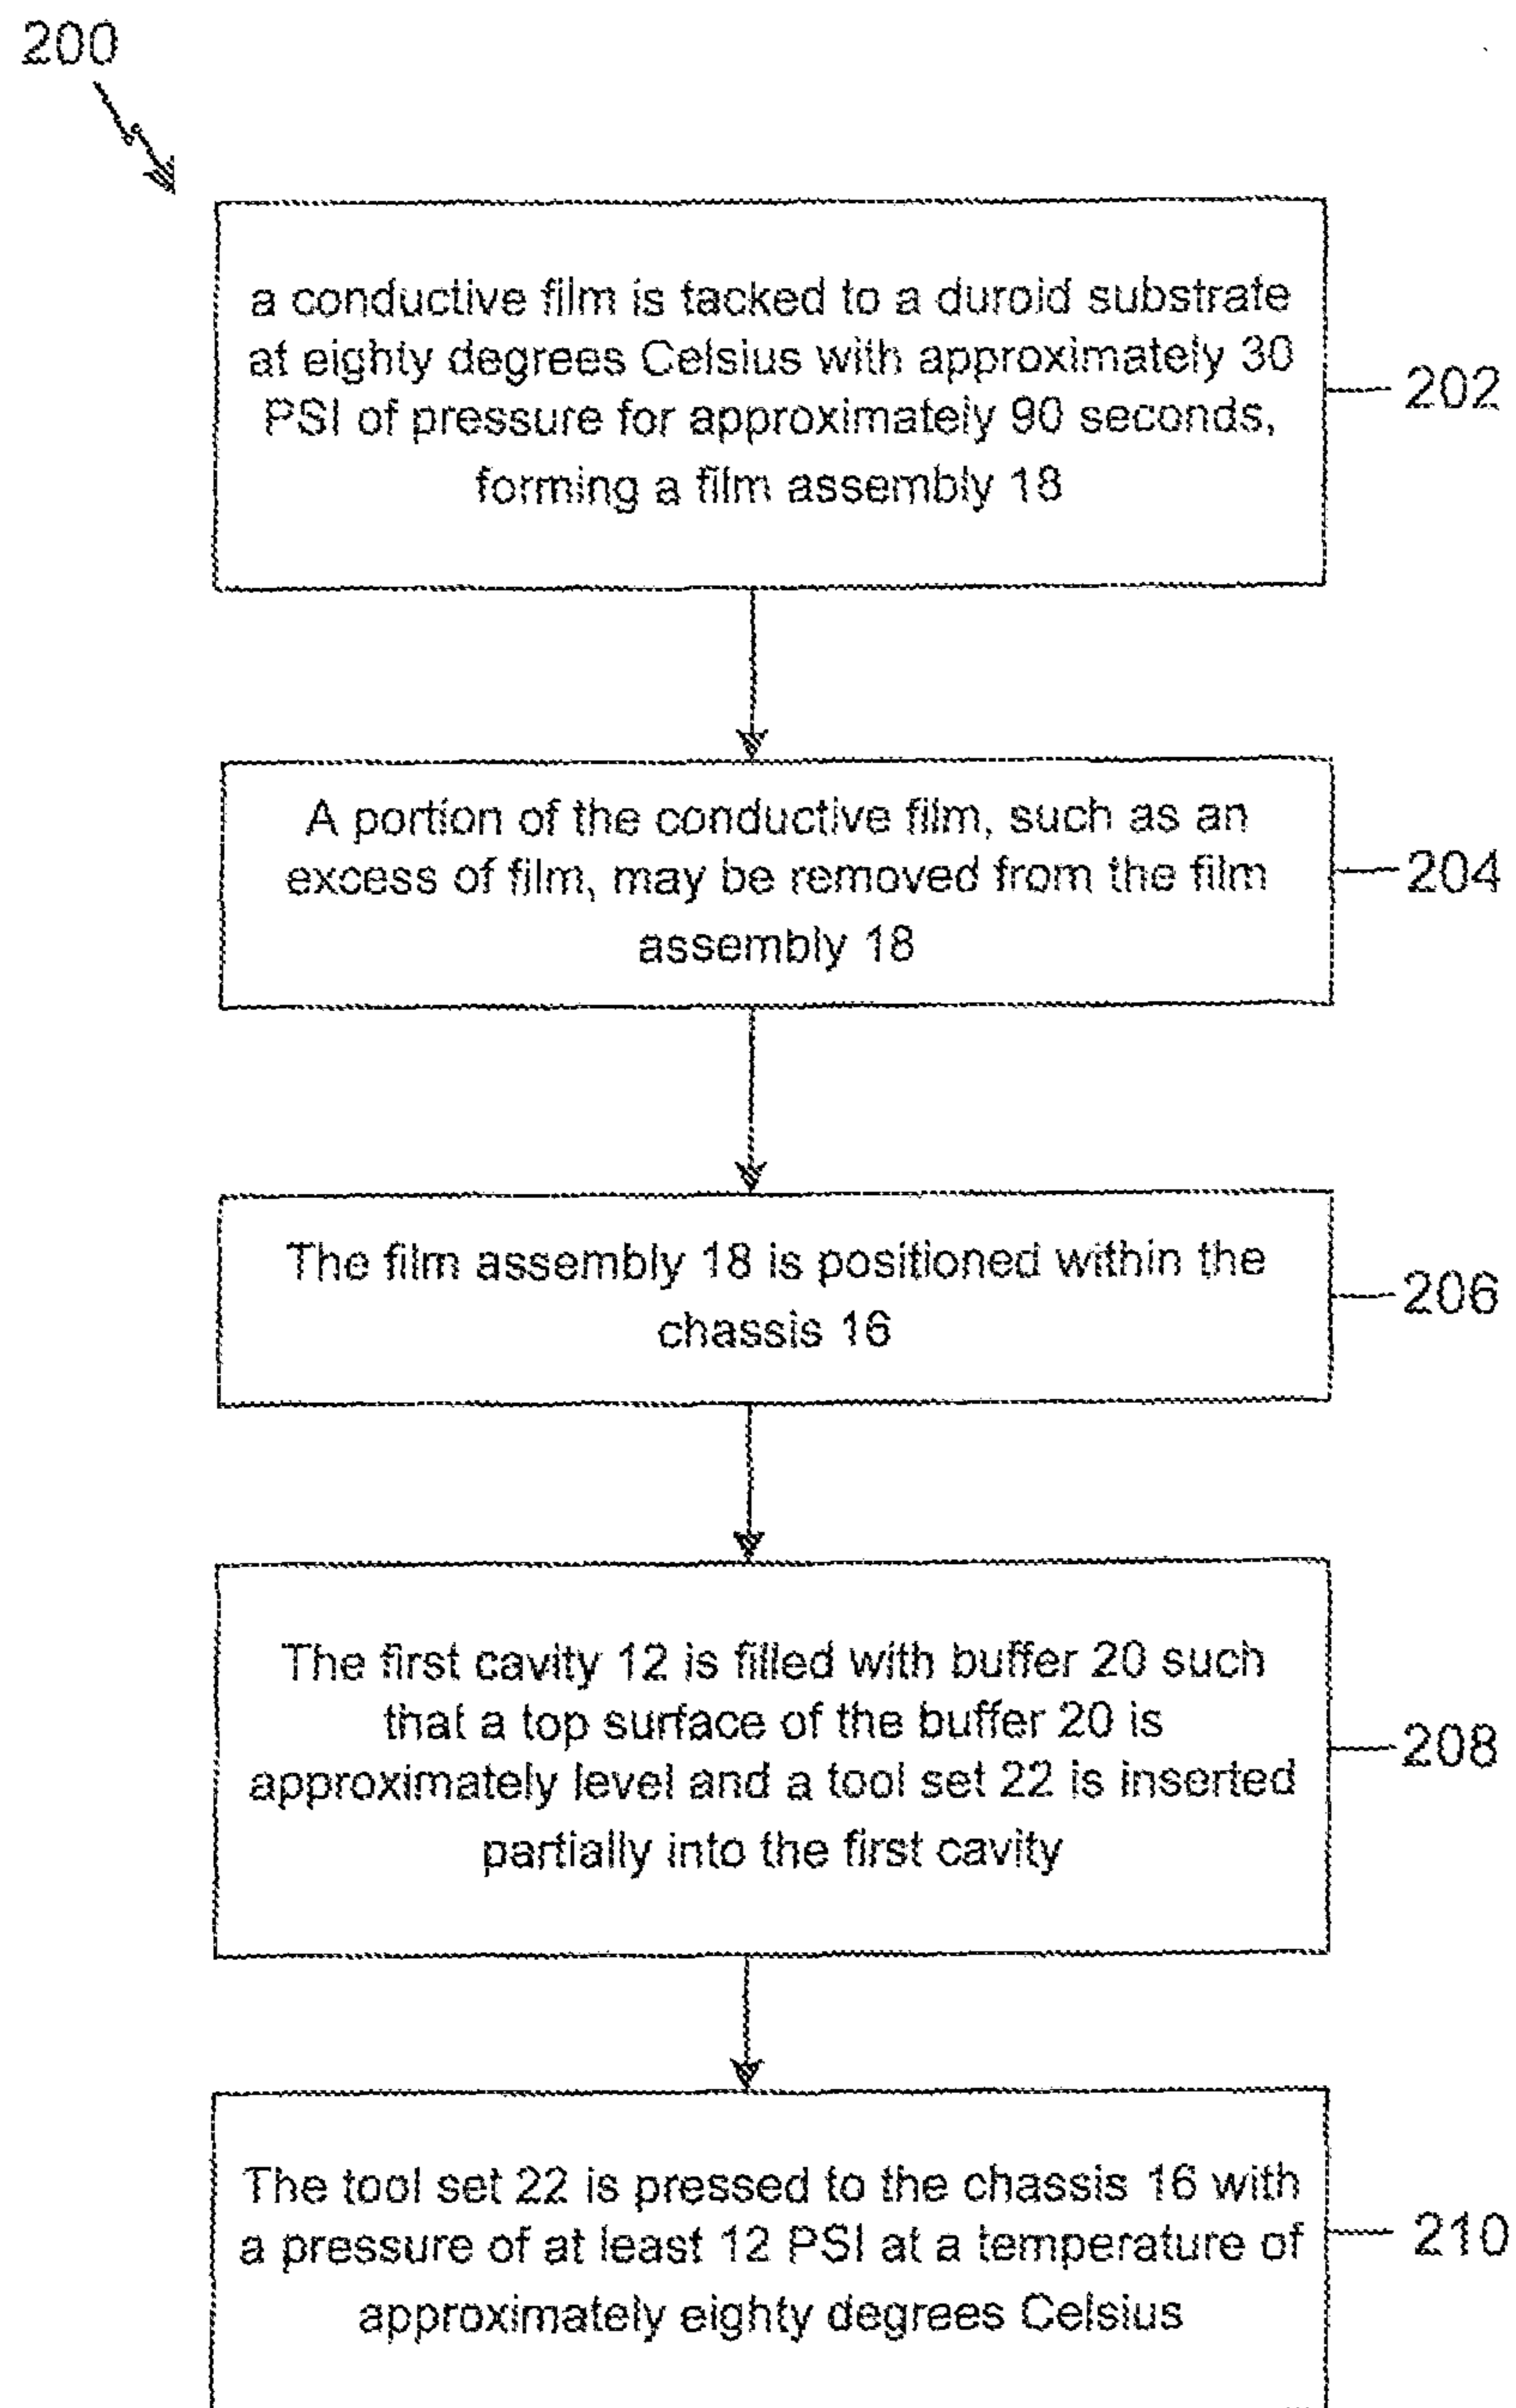 200
a conductive film is tacked to a duroid substrate
at eighty degrees Celsius with approximately 30
PSI of pressure for approximately 90 seconds,
forming a film assembly 18
202
A portion of the conductive film, such as an
excess of film, may be removed from the film
assembly 18
204
The film assembly 18 is positioned within the
chassis 16
206
The first cavity 12 is filled with buffer 20 such
that a top surface of the buffer 20 is
approximately level and a tool set 22 is inserted
partially into the first cavity
208
The tool set 22 is pressed to the chassis 16 with
a pressure of at least 12 PSI at a temperature of
approximately eighty degrees Celsius
210